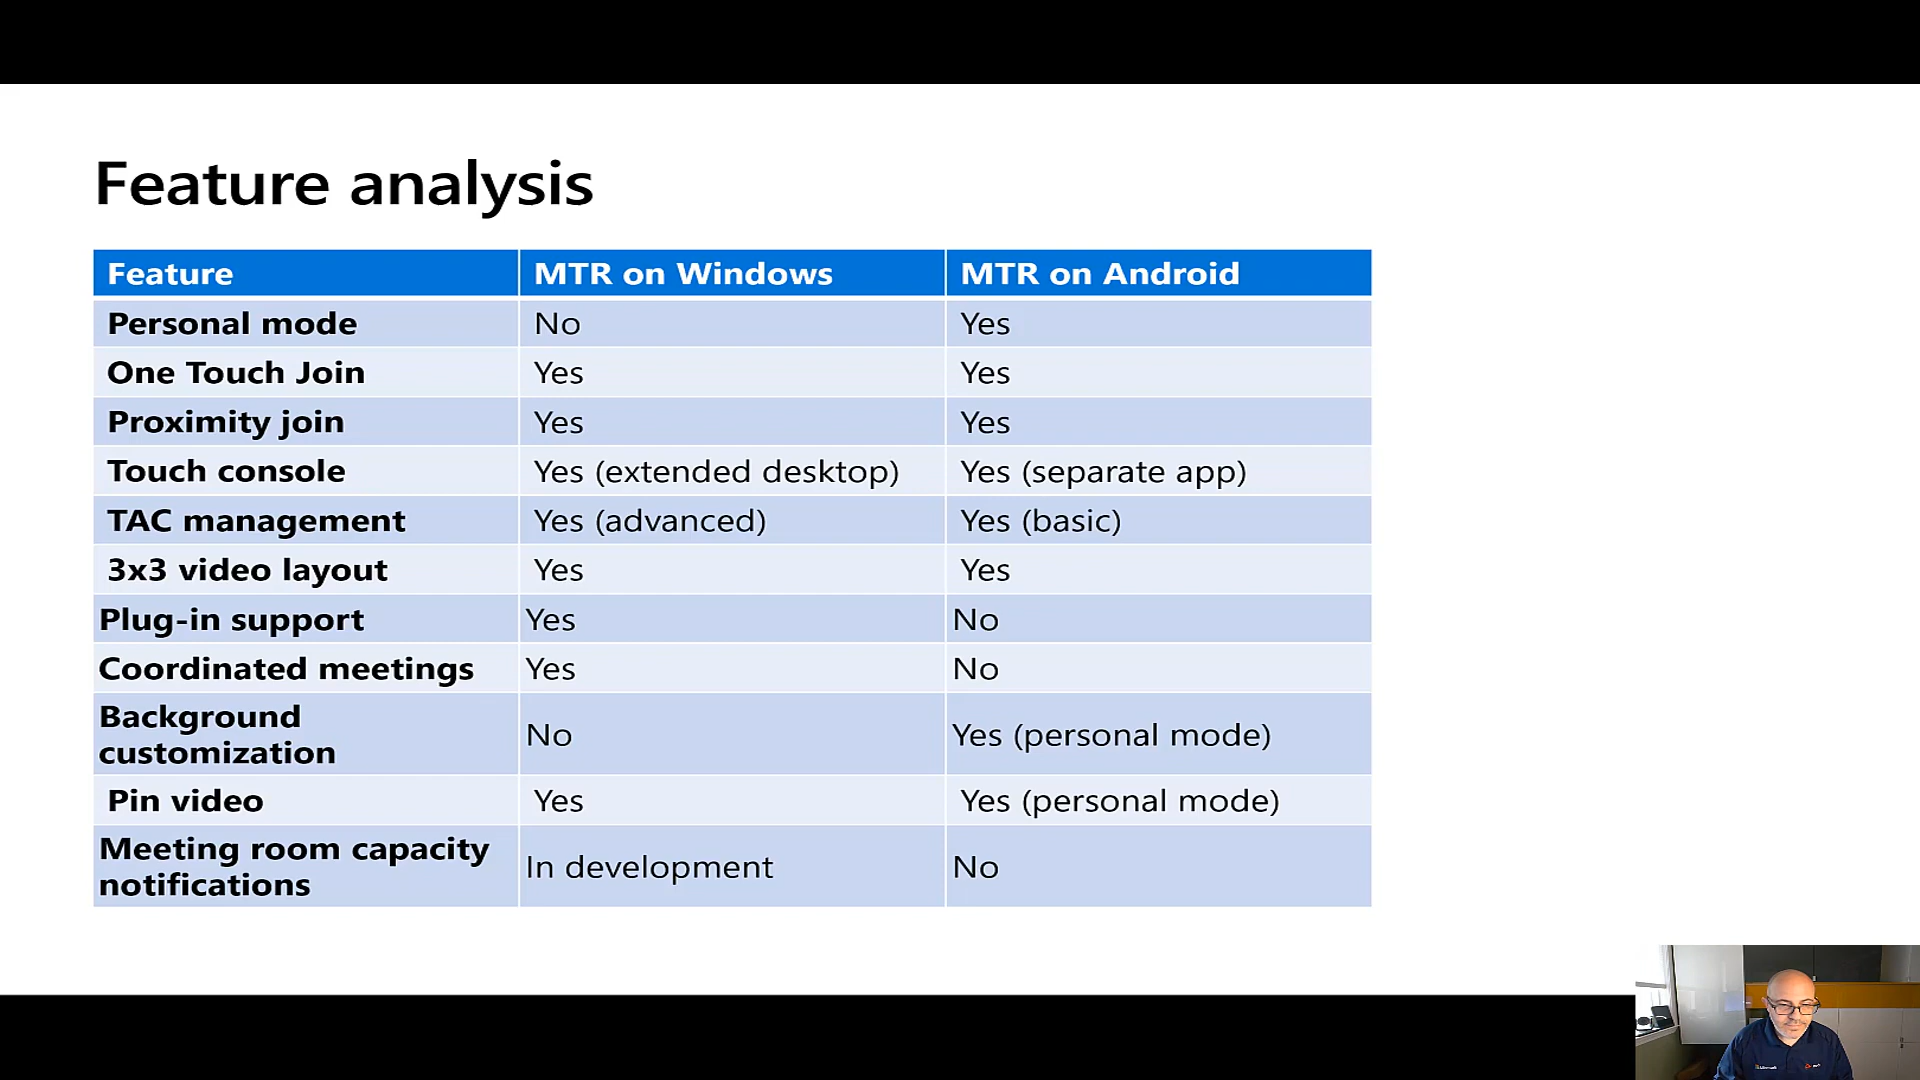 Feature analysis
Feature MTR on Windows MTR on Android
Personal mode No Yes
One Touch Join Yes Yes
Proximity join Yes Yes
Touch console Yes (extended desktop) Yes (separate app)
TAC management Yes (advanced) Yes (basic)
3x3 video layout Yes Yes
Plug-in support Yes No
Coordinated meetings Yes No
Background
customization No Yes (personal mode)
Pin video Yes Yes (personal mode)
Meeting room capacity
notifications In development No